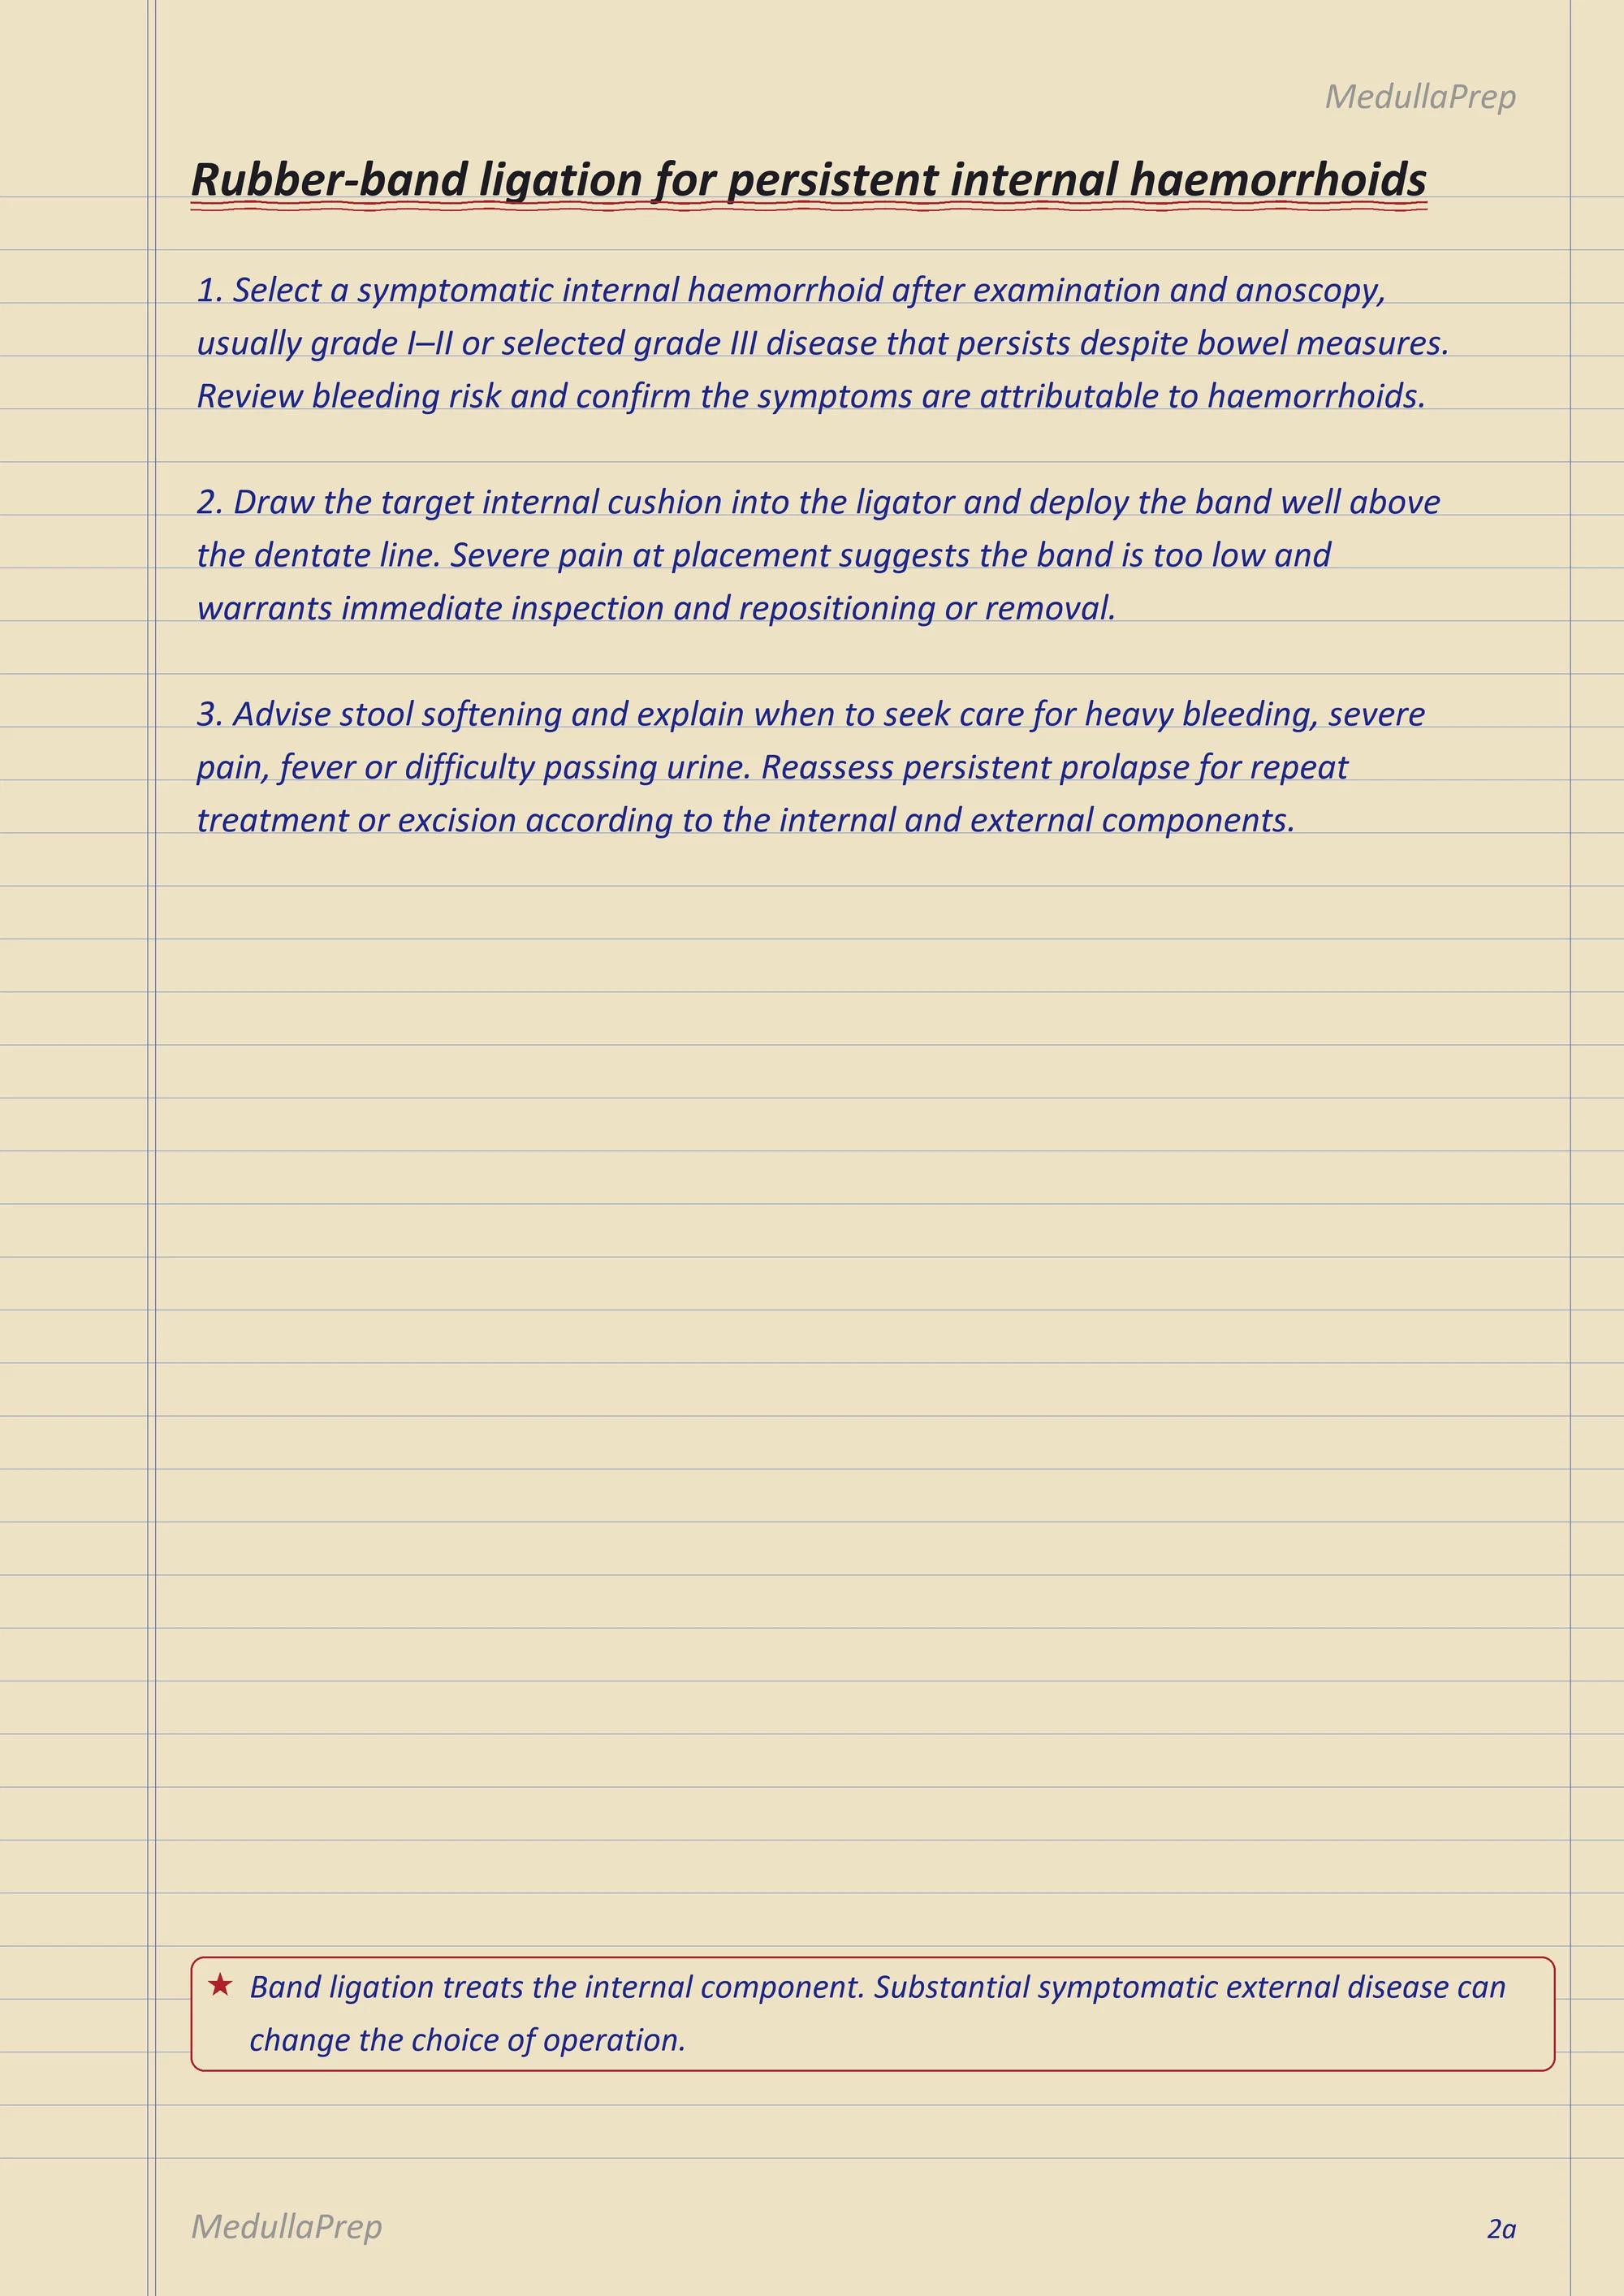 MedullaPrep
Rubber-band ligation for persistent internal haemorrhoids
1. Select a symptomatic internal haemorrhoid after examination and anoscopy,
usually grade I–II or selected grade III disease that persists despite bowel measures.
Review bleeding risk and confirm the symptoms are attributable to haemorrhoids.
2. Draw the target internal cushion into the ligator and deploy the band well above
the dentate line. Severe pain at placement suggests the band is too low and
warrants immediate inspection and repositioning or removal.
3. Advise stool softening and explain when to seek care for heavy bleeding, severe
pain, fever or difficulty passing urine. Reassess persistent prolapse for repeat
treatment or excision according to the internal and external components.
★ Band ligation treats the internal component. Substantial symptomatic external disease can
change the choice of operation.
MedullaPrep
2a